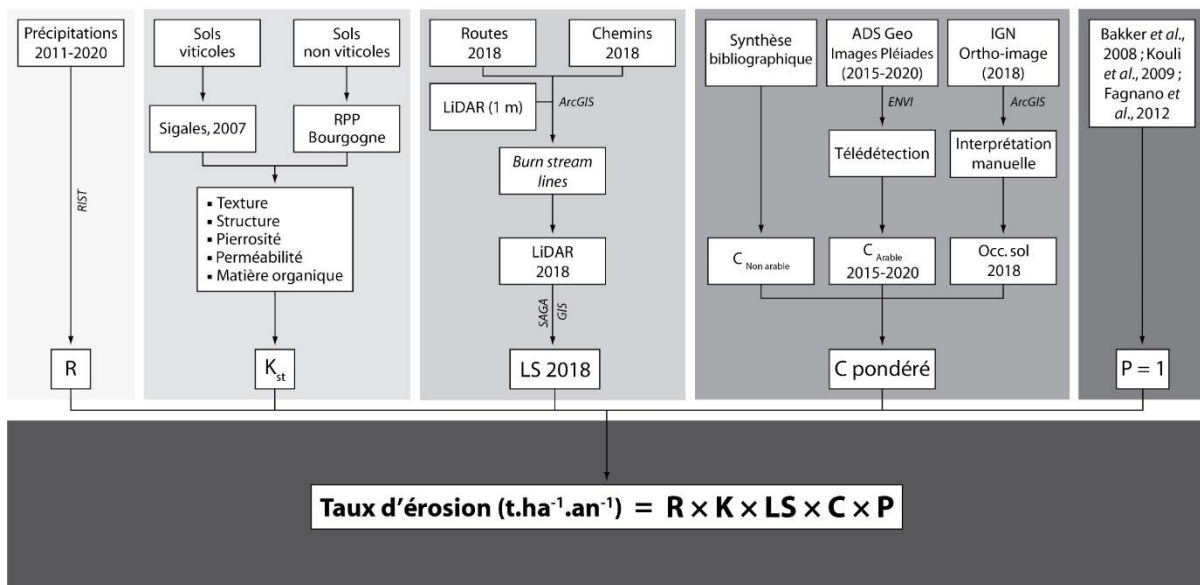 Précipitations
2011-2020
RIST
R
Sols
viticoles
Sols
non viticoles
Sigales, 2007
RPP
Bourgogne
▪ Texture
▪ Structure
▪ Pierrosité
▪ Perméabilité
▪ Matière organique
Kst
Routes
2018
Chemins
2018
LiDAR (1 m)
ArcGIS
Burn stream
lines
LiDAR
2018
SAGA
GIS
LS 2018
Synthèse
bibliographique
ADS Geo
Images Pléiades
(2015-2020)
IGN
Ortho-image
(2018)
ENVI
ArcGIS
Télédétection
Interprétation
manuelle
C Non arable
C Arable
2015-2020
Occ. sol
2018
C pondéré
Bakker et al.,
2008 ; Kouli
et al., 2009 ;
Fagnano et
al., 2012
P = 1
Taux d’érosion (t.ha⁻¹.an⁻¹) = R × K × LS × C × P